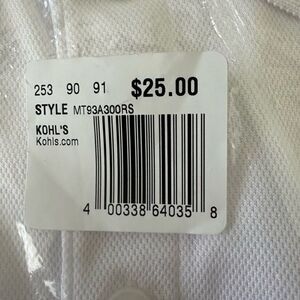 253 90 91 $25.00
STYLE MT93A300RS
KOHL'S
Kohls.com
4 00338 64035 8